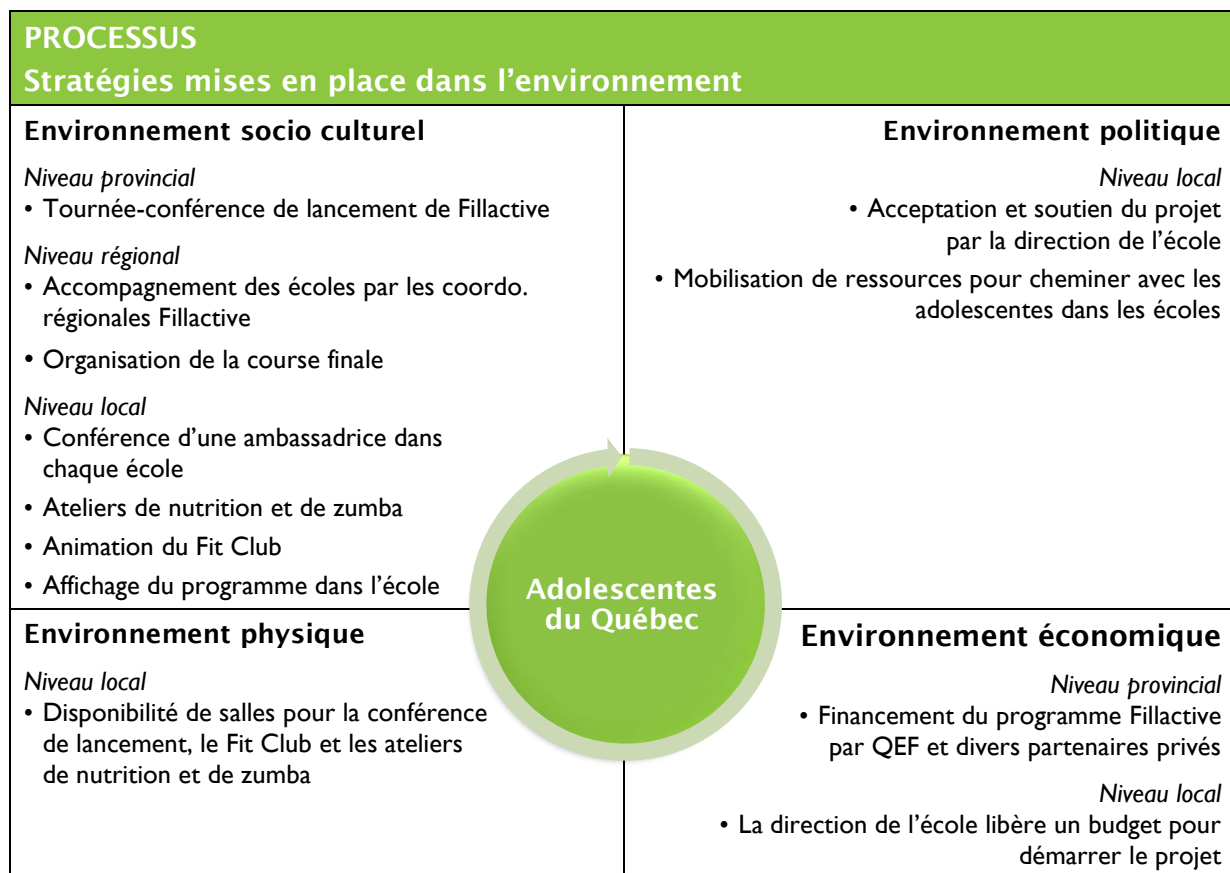 PROCESSUS
Stratégies mises en place dans l'environnement
Environnement socio culturel
Niveau provincial
• Tournée-conférence de lancement de Fillactive
Niveau régional
• Accompagnement des écoles par les coordo.
régionales Fillactive
• Organisation de la course finale
Niveau local
• Conférence d'une ambassadrice dans
chaque école
• Ateliers de nutrition et de zumba
• Animation du Fit Club
• Affichage du programme dans l'école
Environnement politique
Niveau local
• Acceptation et soutien du projet
par la direction de l'école
• Mobilisation de ressources pour cheminer avec les
adolescentes dans les écoles
Adolescentes
du Québec
Environnement physique
Niveau local
• Disponibilité de salles pour la conférence
de lancement, le Fit Club et les ateliers
de nutrition et de zumba
Environnement économique
Niveau provincial
• Financement du programme Fillactive
par QEF et divers partenaires privés
Niveau local
• La direction de l'école libère un budget pour
démarrer le projet